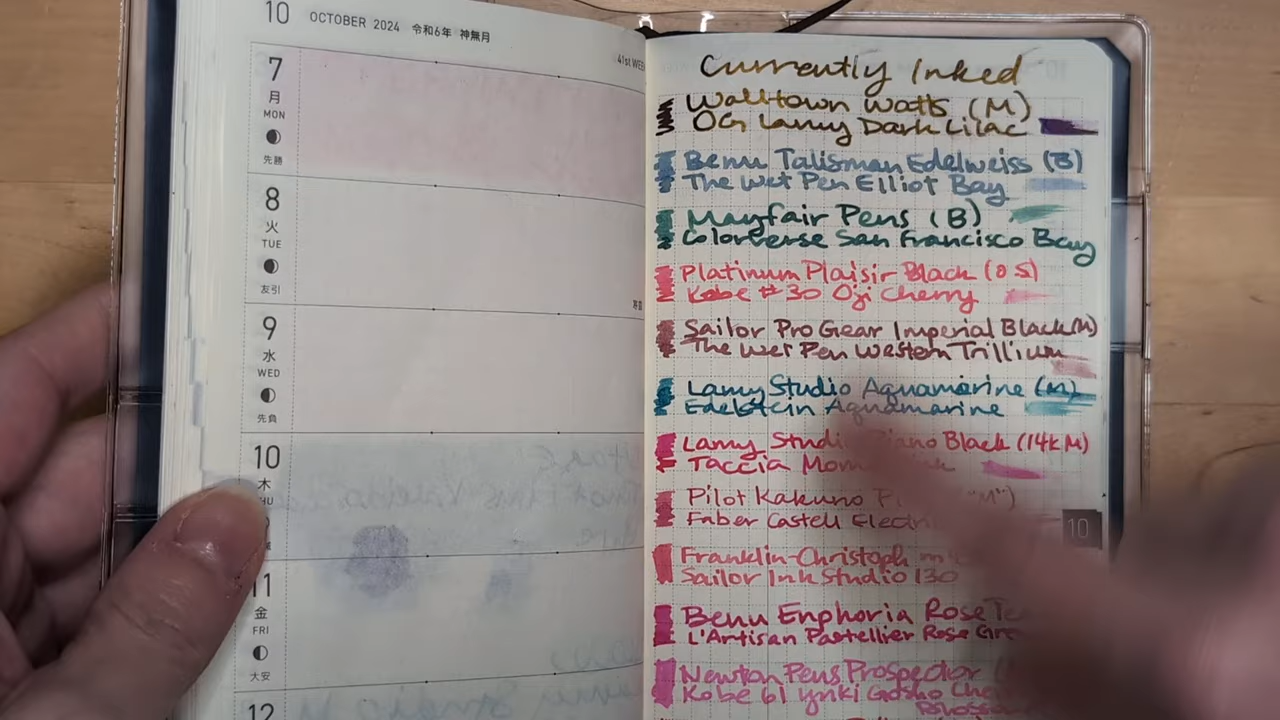 10 OCTOBER 2024 令和6年 神無月
41st WEE
7
月
MON
先勝
8
火
TUE
友引
9
水
WED
先負
10
木
THU
11
金
FRI
大安
12
Currently Inked
Walltown Watts (M)
OG Lamy Dark Lilac
Benu Talisman Edelweiss (B)
The Wet Pen Elliot Bay
Mayfair Pens (B)
Colorverse San Francisco Bay
Platinum Plaisir Black (05)
Kobe #30 Oji Cherry
Sailor Pro Gear Imperial Black (M)
The Wet Pen Western Trillium
Lamy Studio Aquamarine (M)
Edelstein Aquamarine
Lamy Studio Piano Black (14K M)
Taccia
Pilot Kakuno ("M")
Faber Castell
Franklin-Christoph
Sailor Ink Studio 130
Benu Euphoria Rose
L'Artisan Pastellier Rose
Newton Pens Prospector
Kobe 61
10